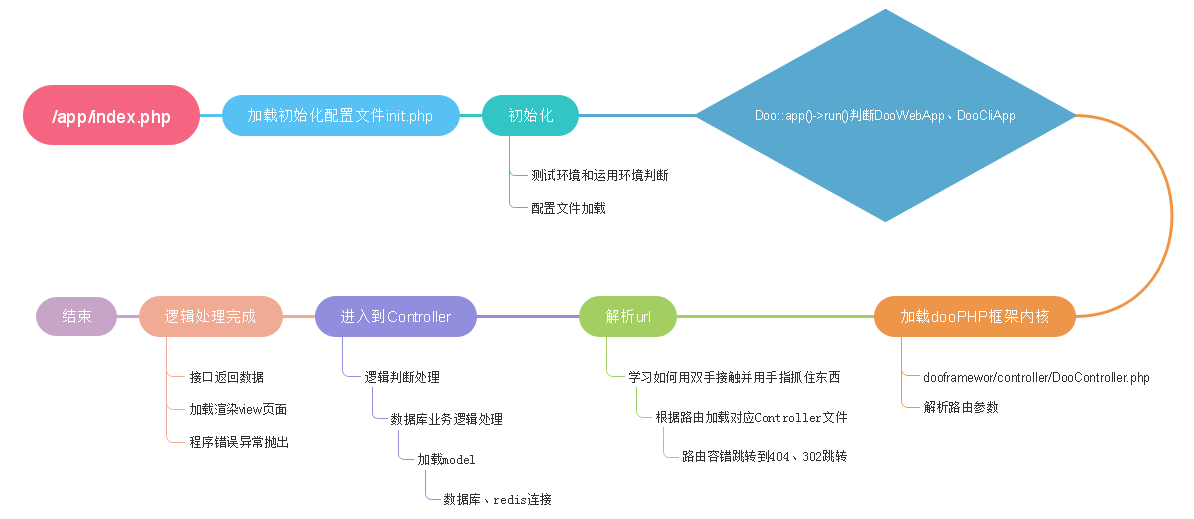 /app/index.php
加载初始化配置文件init.php
初始化
Doo::app()->run()判断DooWebApp、DooCliApp
测试环境和运用环境判断
配置文件加载
加载dooPHP框架内核
dooframewor/controller/DooController.php
解析路由参数
解析url
学习如何用双手接触并用手指抓住东西
根据路由加载对应Controller文件
路由容错跳转到404、302跳转
进入到Controller
逻辑判断处理
数据库业务逻辑处理
加载model
数据库、redis连接
逻辑处理完成
接口返回数据
加载渲染view页面
程序错误异常抛出
结束